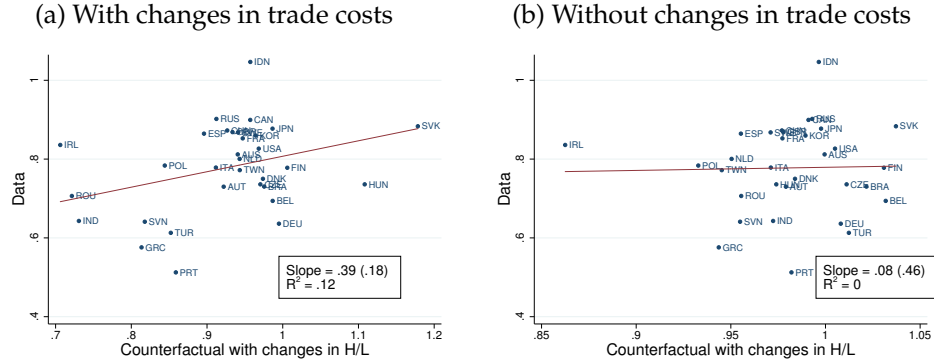 (a) With changes in trade costs
Data
1
.8
.6
.4
IDN
RUS
CAN
ESP
JPN
KOR
FRA
SVK
IRL
USA
AUS
NLD
POL
ITA
TWN
FIN
DNK
AUT
BRA
HUN
ROU
BEL
IND
SVN
DEU
TUR
GRC
PRT
Slope = .39 (.18)
R² = .12
.7
.8
.9
1
1.1
1.2
Counterfactual with changes in H/L
(b) Without changes in trade costs
Data
1
.8
.6
.4
IDN
RUS
SVK
JPN
ESP
KOR
FRA
IRL
USA
AUS
NLD
POL
TWN
ITA
FIN
DNK
HUN
AUT
CZE
BRA
ROU
BEL
SVN
IND
DEU
TUR
GRC
PRT
Slope = .08 (.46)
R² = 0
.85
.9
.95
1
1.05
Counterfactual with changes in H/L